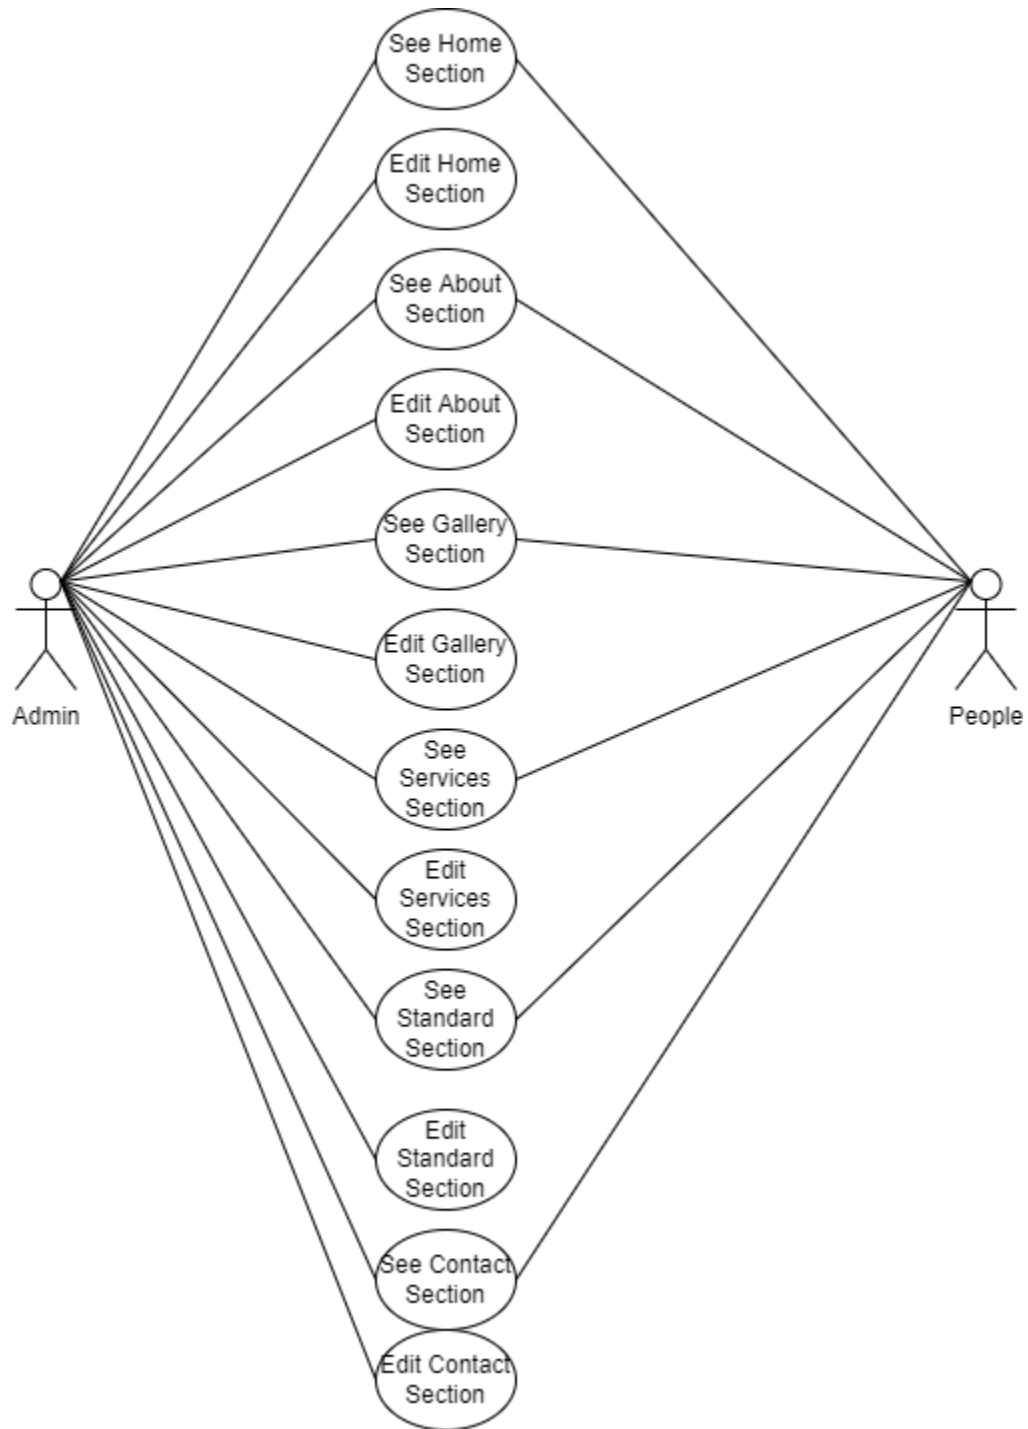 See Home
Section
Edit Home
Section
See About
Section
Edit About
Section
See Gallery
Section
Edit Gallery
Section
Admin
People
See
Services
Section
Edit
Services
Section
See
Standard
Section
Edit
Standard
Section
See Contact
Section
Edit Contact
Section